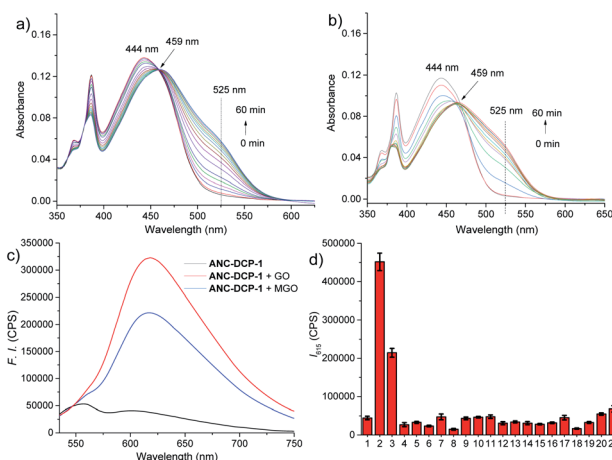 a)
444 nm
459 nm
525 nm
60 min
0 min
Absorbance
0.16
0.12
0.08
0.04
0.00
350 400 450 500 550 600
Wavelength (nm)
b)
444 nm
459 nm
525 nm
60 min
0 min
Absorbance
0.16
0.12
0.08
0.04
0.00
350 400 450 500 550 600 650
Wavelength (nm)
c)
ANC-DCP-1
ANC-DCP-1 + GO
ANC-DCP-1 + MGO
F. I. (CPS)
350000
300000
250000
200000
150000
100000
50000
0
550 600 650 700 750
Wavelength (nm)
d)
I615 (CPS)
500000
400000
300000
200000
100000
0
1 2 3 4 5 6 7 8 9 10 11 12 13 14 15 16 17 18 19 20